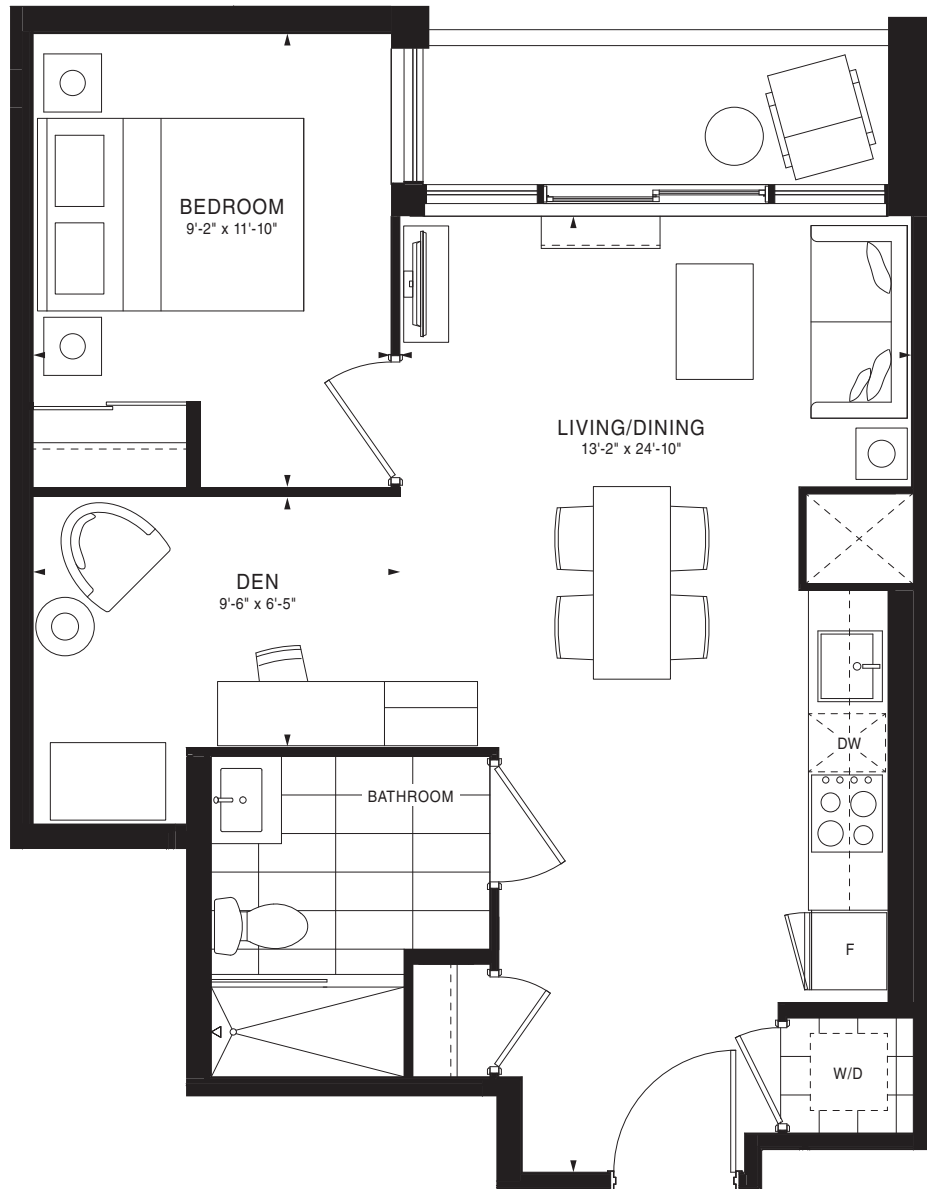 BEDROOM
9'-2" x 11'-10"
LIVING/DINING
13'-2" x 24'-10"
DEN
9'-6" x 6'-5"
DW
BATHROOM
F
W/D